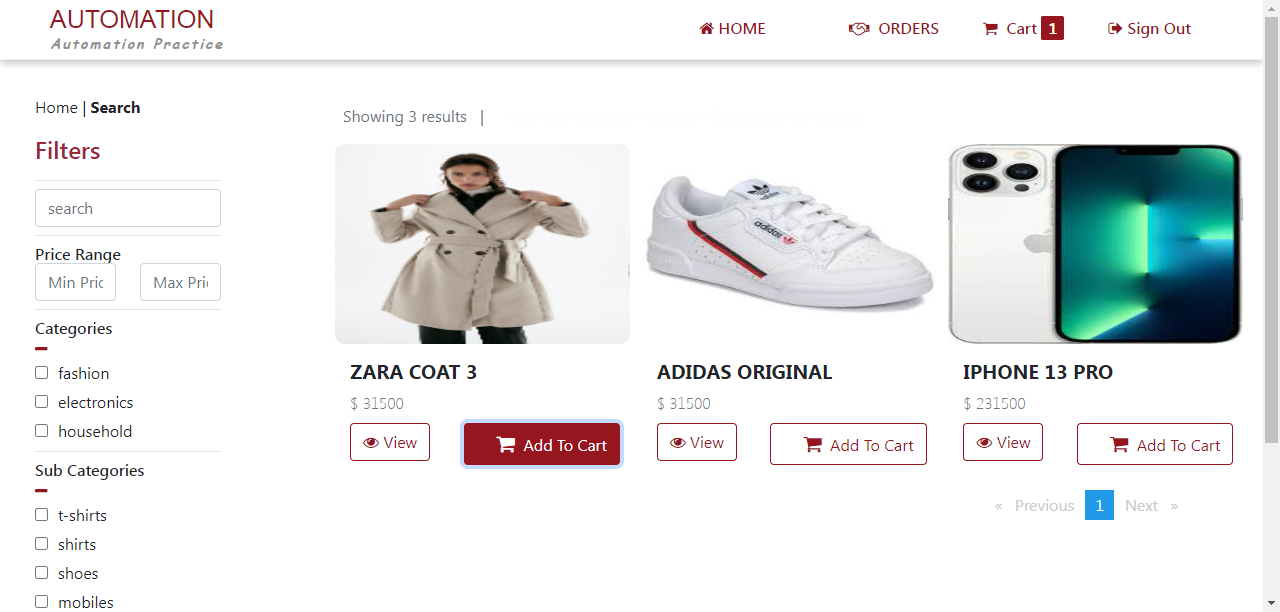 AUTOMATION
Automation Practice
HOME
ORDERS
Cart 1
Sign Out
Home | Search
Showing 3 results |
Filters
search
Price Range
Min Pric
Max Pri
Categories
fashion
electronics
household
Sub Categories
t-shirts
shirts
shoes
mobiles
adidas
ZARA COAT 3
$ 31500
View
Add To Cart
ADIDAS ORIGINAL
$ 31500
View
Add To Cart
IPHONE 13 PRO
$ 231500
View
Add To Cart
« Previous 1 Next »